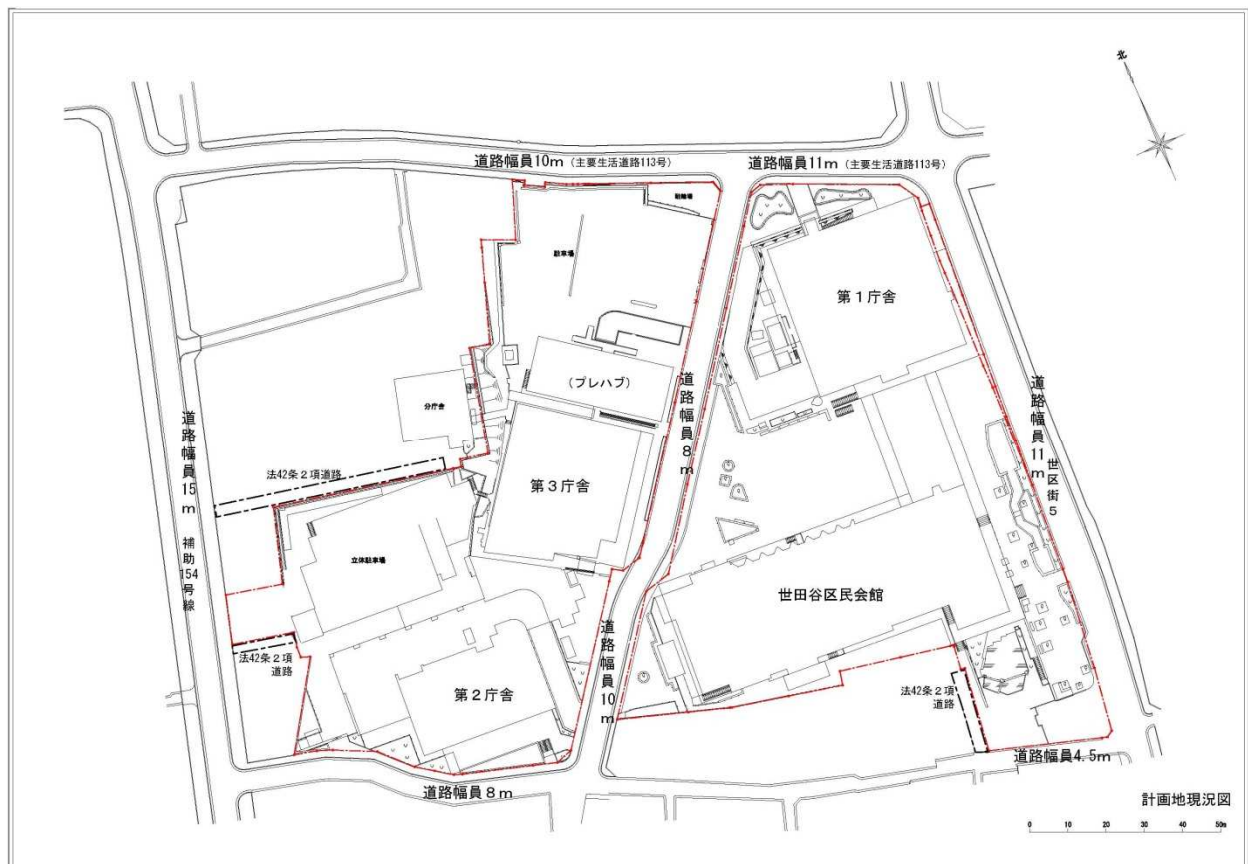 北
道路幅員10m（主要生活道路113号）
道路幅員11m（主要生活道路113号）
駐輪場
駐車場
第１庁舎
（プレハブ）
道路幅員８m
道路幅員11m
世区街５
分庁舎
道路幅員15m
補助154号線
法42条２項道路
第３庁舎
立体駐車場
世田谷区民会館
法42条２項
道路
道路幅員10m
第２庁舎
法42条２項
道路
道路幅員4.5m
道路幅員８m
計画地現況図
0 10 20 30 40 50m